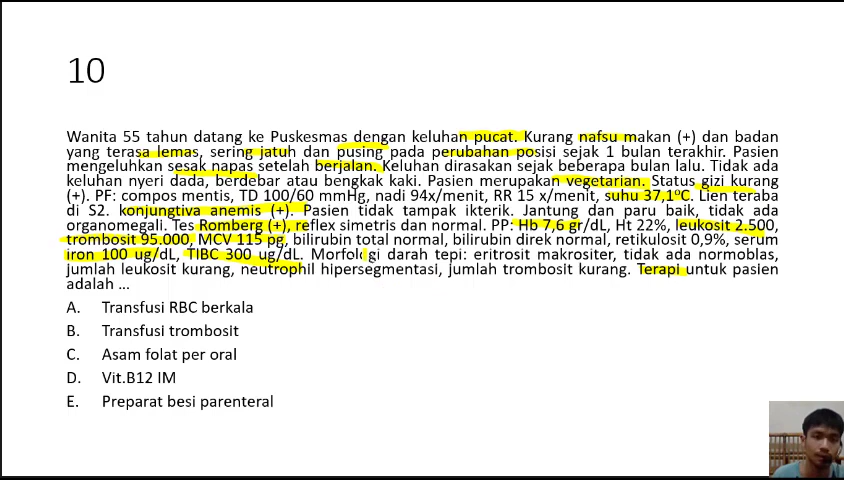 10
Wanita 55 tahun datang ke Puskesmas dengan keluhan pucat. Kurang nafsu makan (+) dan badan
yang terasa lemas, sering jatuh dan pusing pada perubahan posisi sejak 1 bulan terakhir. Pasien
mengeluhkan sesak napas setelah berjalan. Keluhan dirasakan sejak beberapa bulan lalu. Tidak ada
keluhan nyeri dada, berdebar atau bengkak kaki. Pasien merupakan vegetarian. Status gizi kurang
(+). PF: compos mentis, TD 100/60 mmHg, nadi 94x/menit, RR 15 x/menit, suhu 37,1⁰C. Lien teraba
di S2. konjungtiva anemis (+). Pasien tidak tampak ikterik. Jantung dan paru baik, tidak ada
organomegali. Tes Romberg (+), reflex simetris dan normal. PP: Hb 7,6 gr/dL, Ht 22%, leukosit 2.500,
trombosit 95.000, MCV 115 pg, bilirubin total normal, bilirubin direk normal, retikulosit 0,9%, serum
iron 100 ug/dL, TIBC 300 ug/dL. Morfologi darah tepi: eritrosit makrositer, tidak ada normoblas,
jumlah leukosit kurang, neutrophil hipersegmentasi, jumlah trombosit kurang. Terapi untuk pasien
adalah ...
A. Transfusi RBC berkala
B. Transfusi trombosit
C. Asam folat per oral
D. Vit.B12 IM
E. Preparat besi parenteral